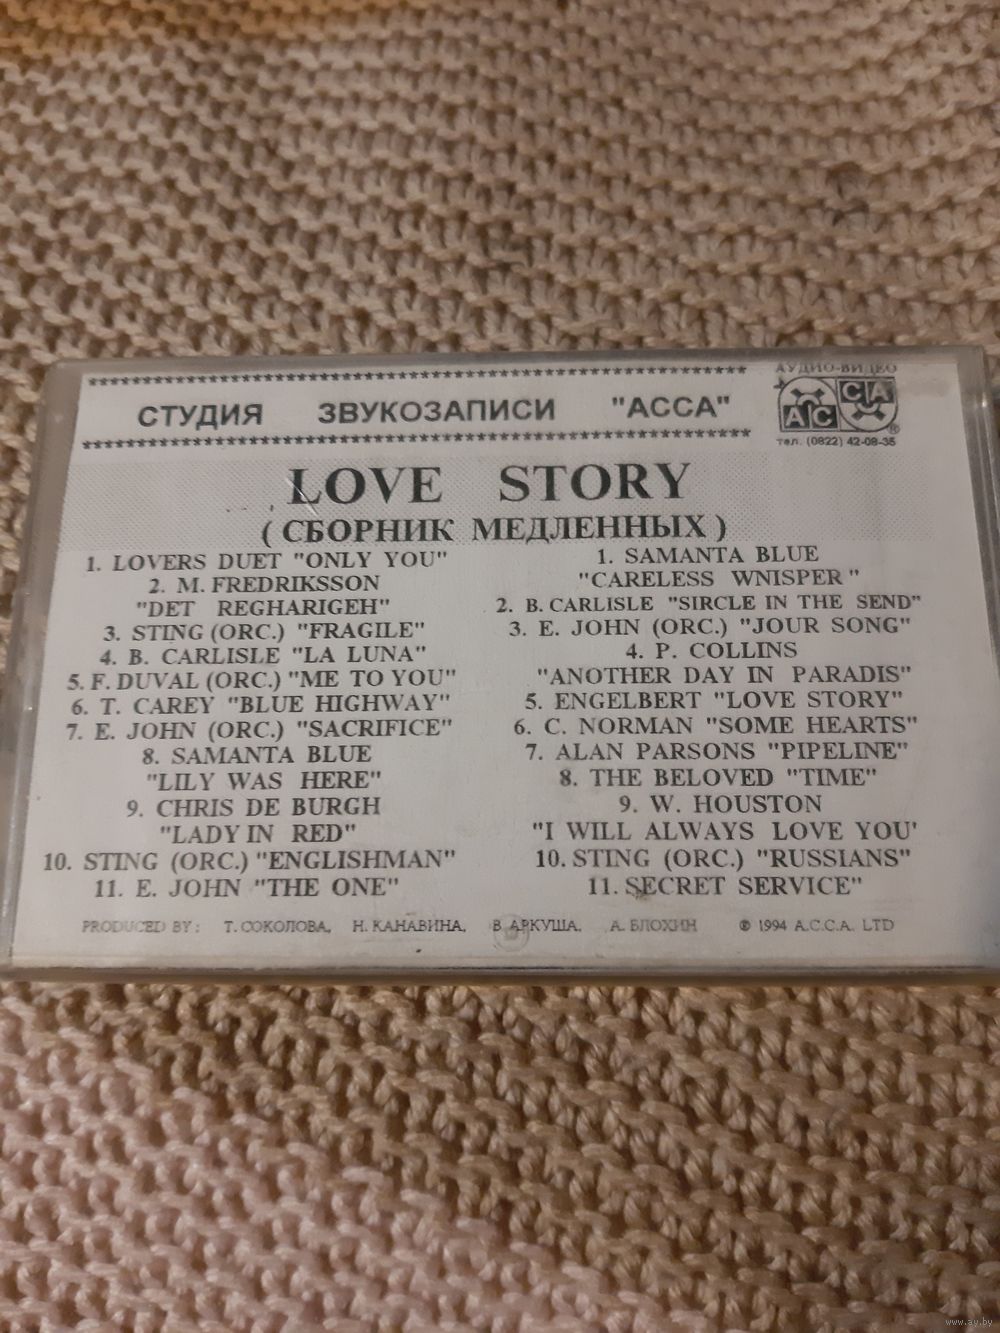 АУДИО-ВИДЕО
АС СА ®
тел. (0822) 42-08-35
СТУДИЯ ЗВУКОЗАПИСИ "АССА"
LOVE STORY
( СБОРНИК МЕДЛЕННЫХ )
1. LOVERS DUET "ONLY YOU"
2. M. FREDRIKSSON
"DET REGHARIGEH"
3. STING (ORC.) "FRAGILE"
4. B. CARLISLE "LA LUNA"
5. F. DUVAL (ORC.) "ME TO YOU"
6. T. CAREY "BLUE HIGHWAY"
7. E. JOHN (ORC.) "SACRIFICE"
8. SAMANTA BLUE
"LILY WAS HERE"
9. CHRIS DE BURGH
"LADY IN RED"
10. STING (ORC.) "ENGLISHMAN"
11. E. JOHN "THE ONE"
1. SAMANTA BLUE
"CARELESS WNISPER"
2. B. CARLISLE "SIRCLE IN THE SEND"
3. E. JOHN (ORC.) "JOUR SONG"
4. P. COLLINS
"ANOTHER DAY IN PARADIS"
5. ENGELBERT "LOVE STORY"
6. C. NORMAN "SOME HEARTS"
7. ALAN PARSONS "PIPELINE"
8. THE BELOVED "TIME"
9. W. HOUSTON
"I WILL ALWAYS LOVE YOU'
10. STING (ORC.) "RUSSIANS"
11. SECRET SERVICE"
PRODUCED BY: Т. СОКОЛОВА, Н. КАНАВИНА, В АРКУША. А. БЛОХИН ® 1994 A.C.C.A. LTD
www.ay.by